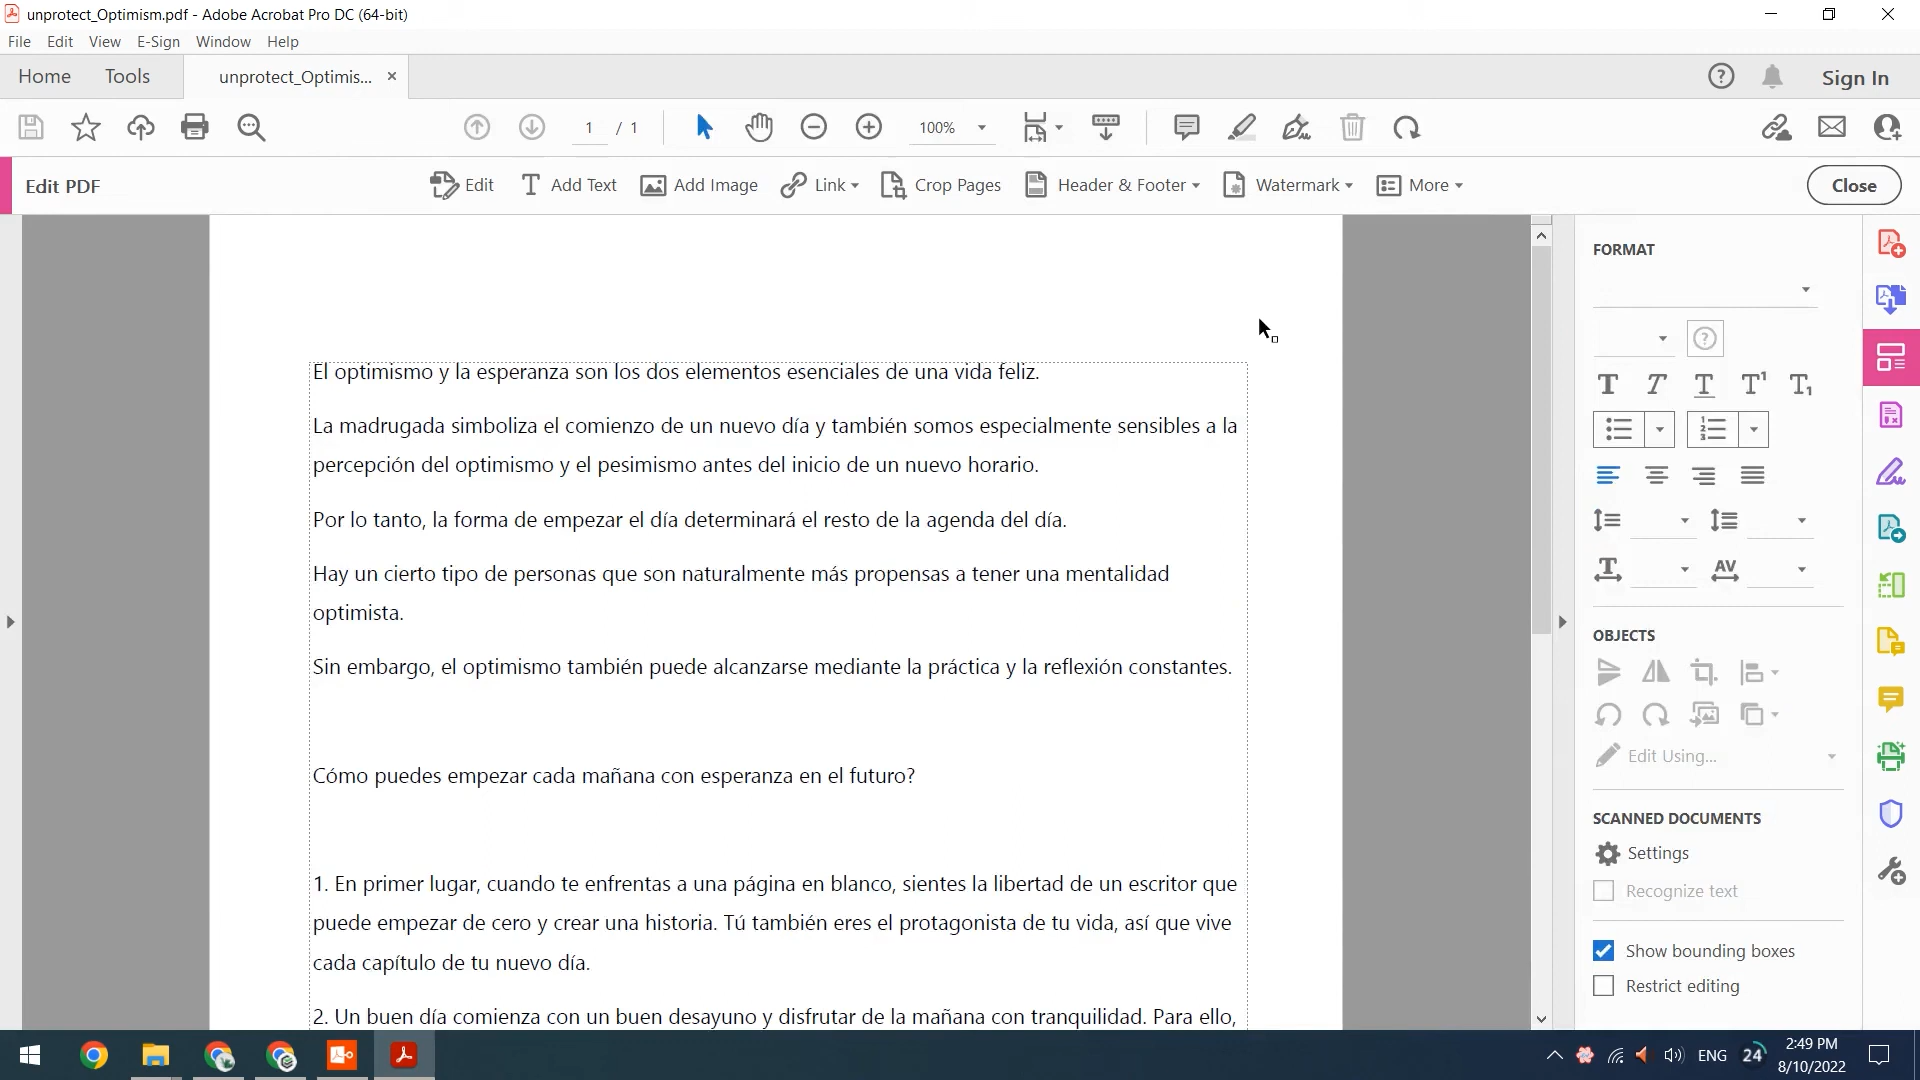 unprotect_Optimism.pdf - Adobe Acrobat Pro DC (64-bit)
File Edit View E-Sign Window Help
Home Tools unprotect_Optimis... × Sign In
1 / 1 100%
Edit PDF Edit Add Text Add Image Link Crop Pages Header & Footer Watermark More Close
El optimismo y la esperanza son los dos elementos esenciales de una vida feliz.
La madrugada simboliza el comienzo de un nuevo día y también somos especialmente sensibles a la
percepción del optimismo y el pesimismo antes del inicio de un nuevo horario.
Por lo tanto, la forma de empezar el día determinará el resto de la agenda del día.
Hay un cierto tipo de personas que son naturalmente más propensas a tener una mentalidad
optimista.
Sin embargo, el optimismo también puede alcanzarse mediante la práctica y la reflexión constantes.
Cómo puedes empezar cada mañana con esperanza en el futuro?
1. En primer lugar, cuando te enfrentas a una página en blanco, sientes la libertad de un escritor que
puede empezar de cero y crear una historia. Tú también eres el protagonista de tu vida, así que vive
cada capítulo de tu nuevo día.
2. Un buen día comienza con un buen desayuno y disfrutar de la mañana con tranquilidad. Para ello,
FORMAT
OBJECTS
Edit Using...
SCANNED DOCUMENTS
Settings
Recognize text
Show bounding boxes
Restrict editing
ENG 24 2:49 PM
8/10/2022